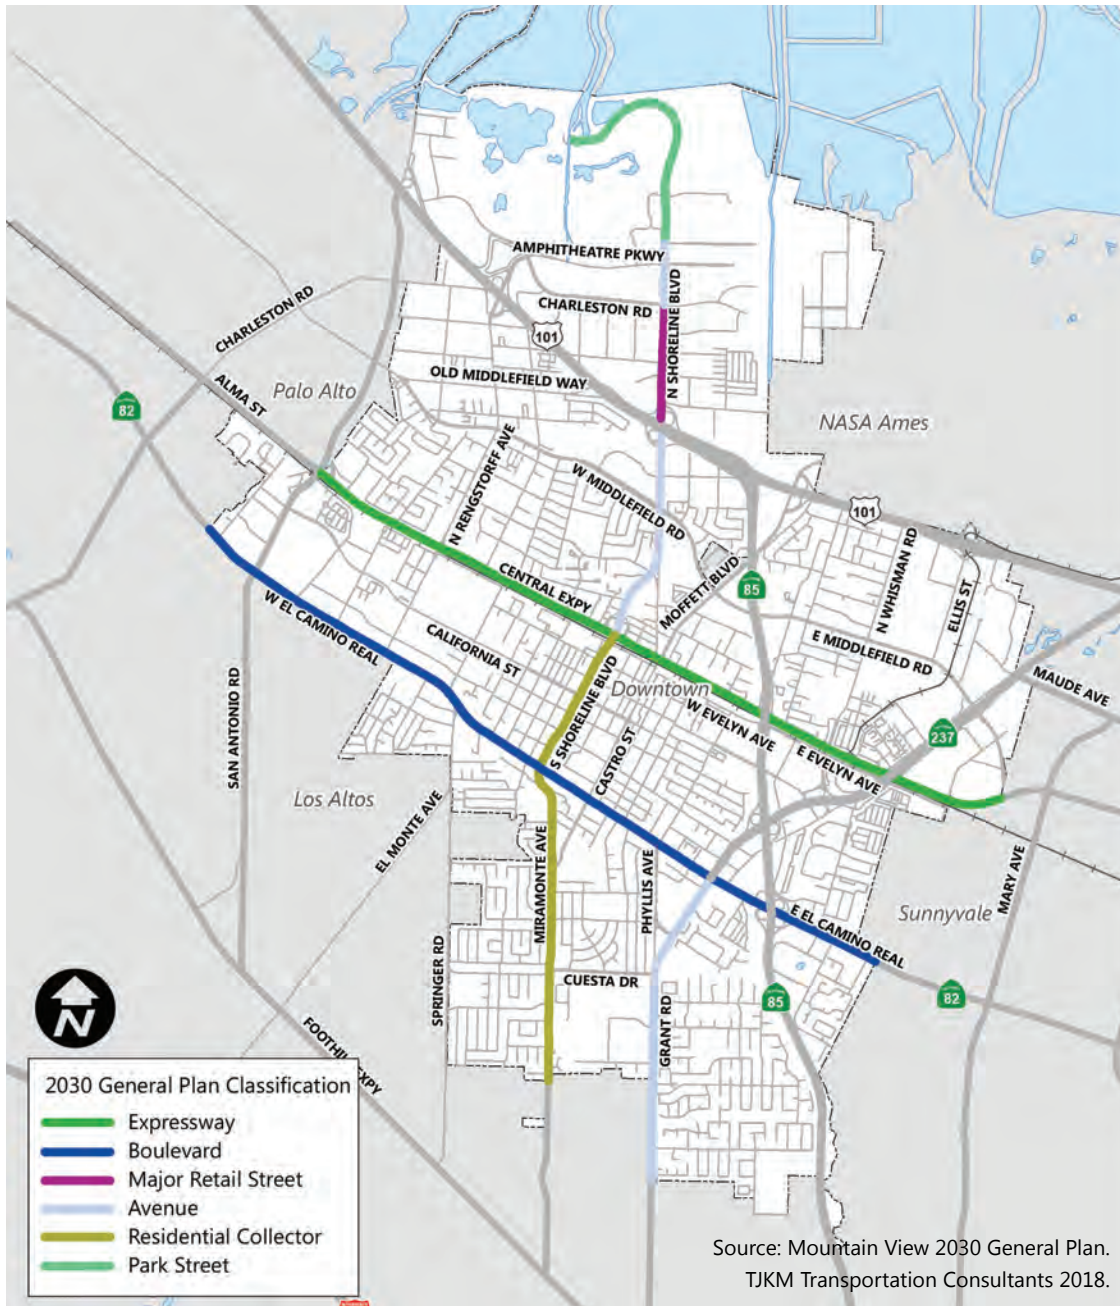 AMPHITHEATRE PKWY
CHARLESTON RD
CHARLESTON RD
N SHORELINE BLVD
101
OLD MIDDLEFIELD WAY
ALMA ST
Palo Alto
82
NASA Ames
N RENGSTORFF AVE
W MIDDLEFIELD RD
101
N WHISMAN RD
ELLIS ST
MOFFETT BLVD
85
CENTRAL EXPY
W EL CAMINO REAL
CALIFORNIA ST
E MIDDLEFIELD RD
MAUDE AVE
S SHORELINE BLVD
Downtown
W EVELYN AVE
SAN ANTONIO RD
CASTRO ST
E EVELYN AVE
237
Los Altos
EL MONTE AVE
MIRAMONTE AVE
PHYLLIS AVE
MARY AVE
Sunnyvale
E EL CAMINO REAL
SPRINGER RD
CUESTA DR
GRANT RD
85
82
N
FOOTHILL EXPY
2030 General Plan Classification
Expressway
Boulevard
Major Retail Street
Avenue
Residential Collector
Park Street
Source: Mountain View 2030 General Plan.
TJKM Transportation Consultants 2018.